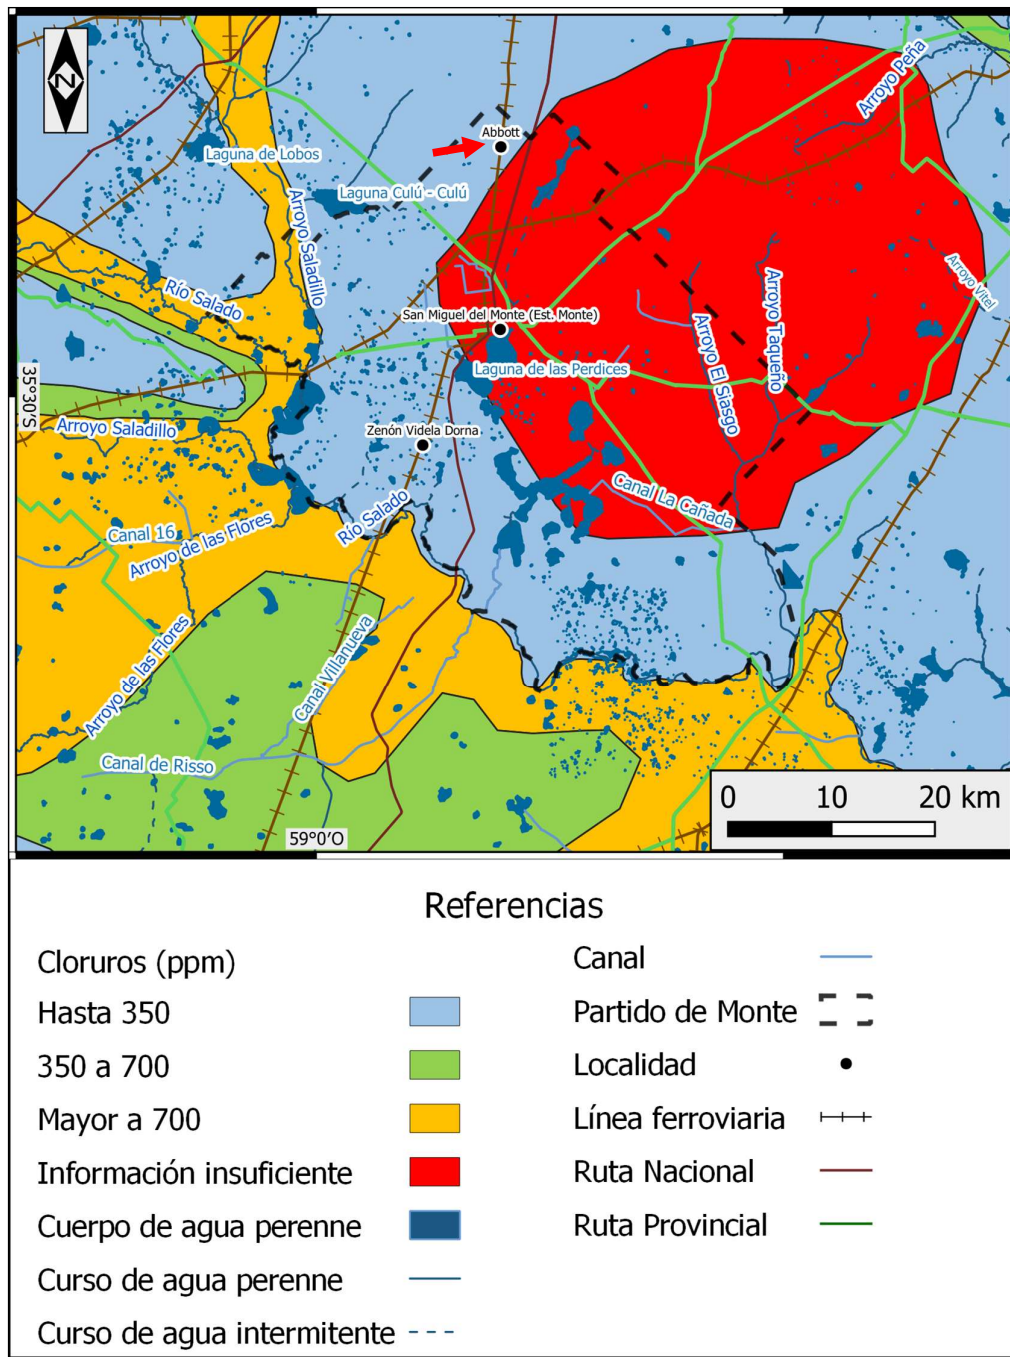 N
Abbott
Arroyo Peña
Laguna de Lobos
Laguna Culú - Culú
Arroyo Saladillo
Río Salado
Arroyo Vitel
Arroyo Taqueño
San Miguel del Monte (Est. Monte)
Laguna de las Perdices
Arroyo El Siasgo
35°30'S
Arroyo Saladillo
Zenón Videla Dorna
Canal La Cañada
Río Salado
Canal 16
Arroyo de las Flores
Arroyo de las Flores
Canal Villanueva
Canal de Risso
59°0'O
0 10 20 km
Referencias
Cloruros (ppm)
Hasta 350
350 a 700
Mayor a 700
Información insuficiente
Cuerpo de agua perenne
Curso de agua perenne
Curso de agua intermitente
Canal
Partido de Monte
Localidad
Línea ferroviaria
Ruta Nacional
Ruta Provincial